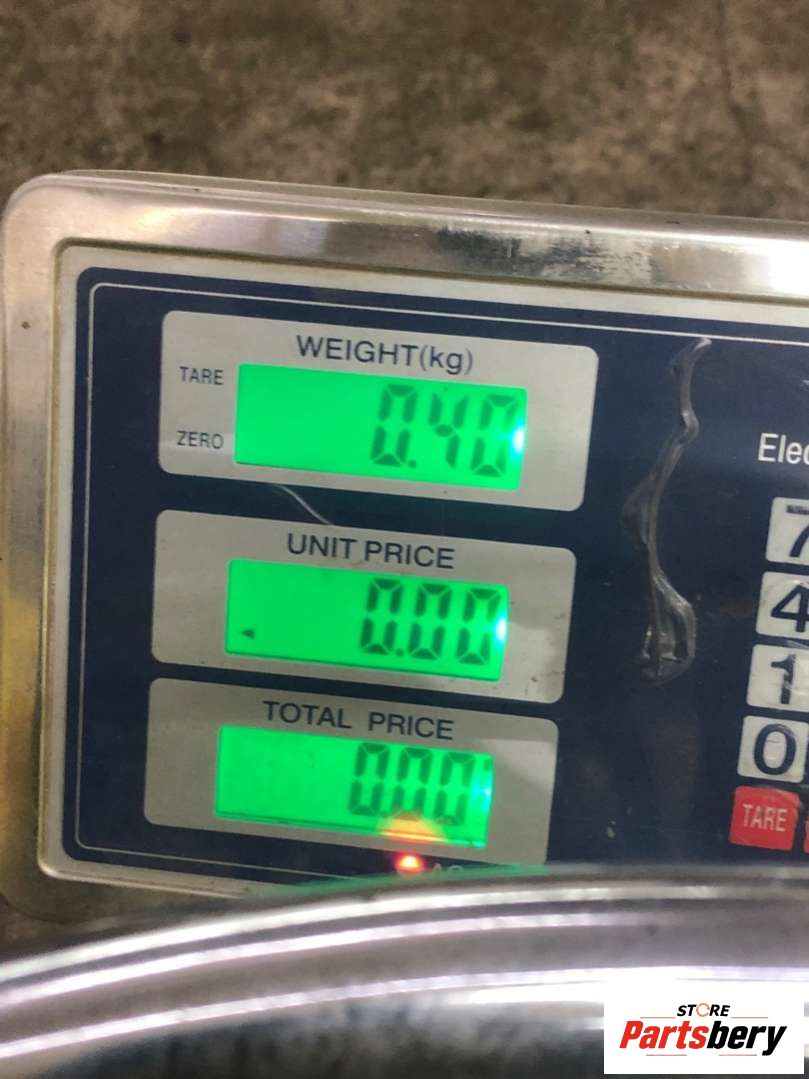 WEIGHT(kg)
TARE
0.40
ZERO
UNIT PRICE
0.00
TOTAL PRICE
0.00
Elec
7
4
1
0
TARE
STORE
Partsbery